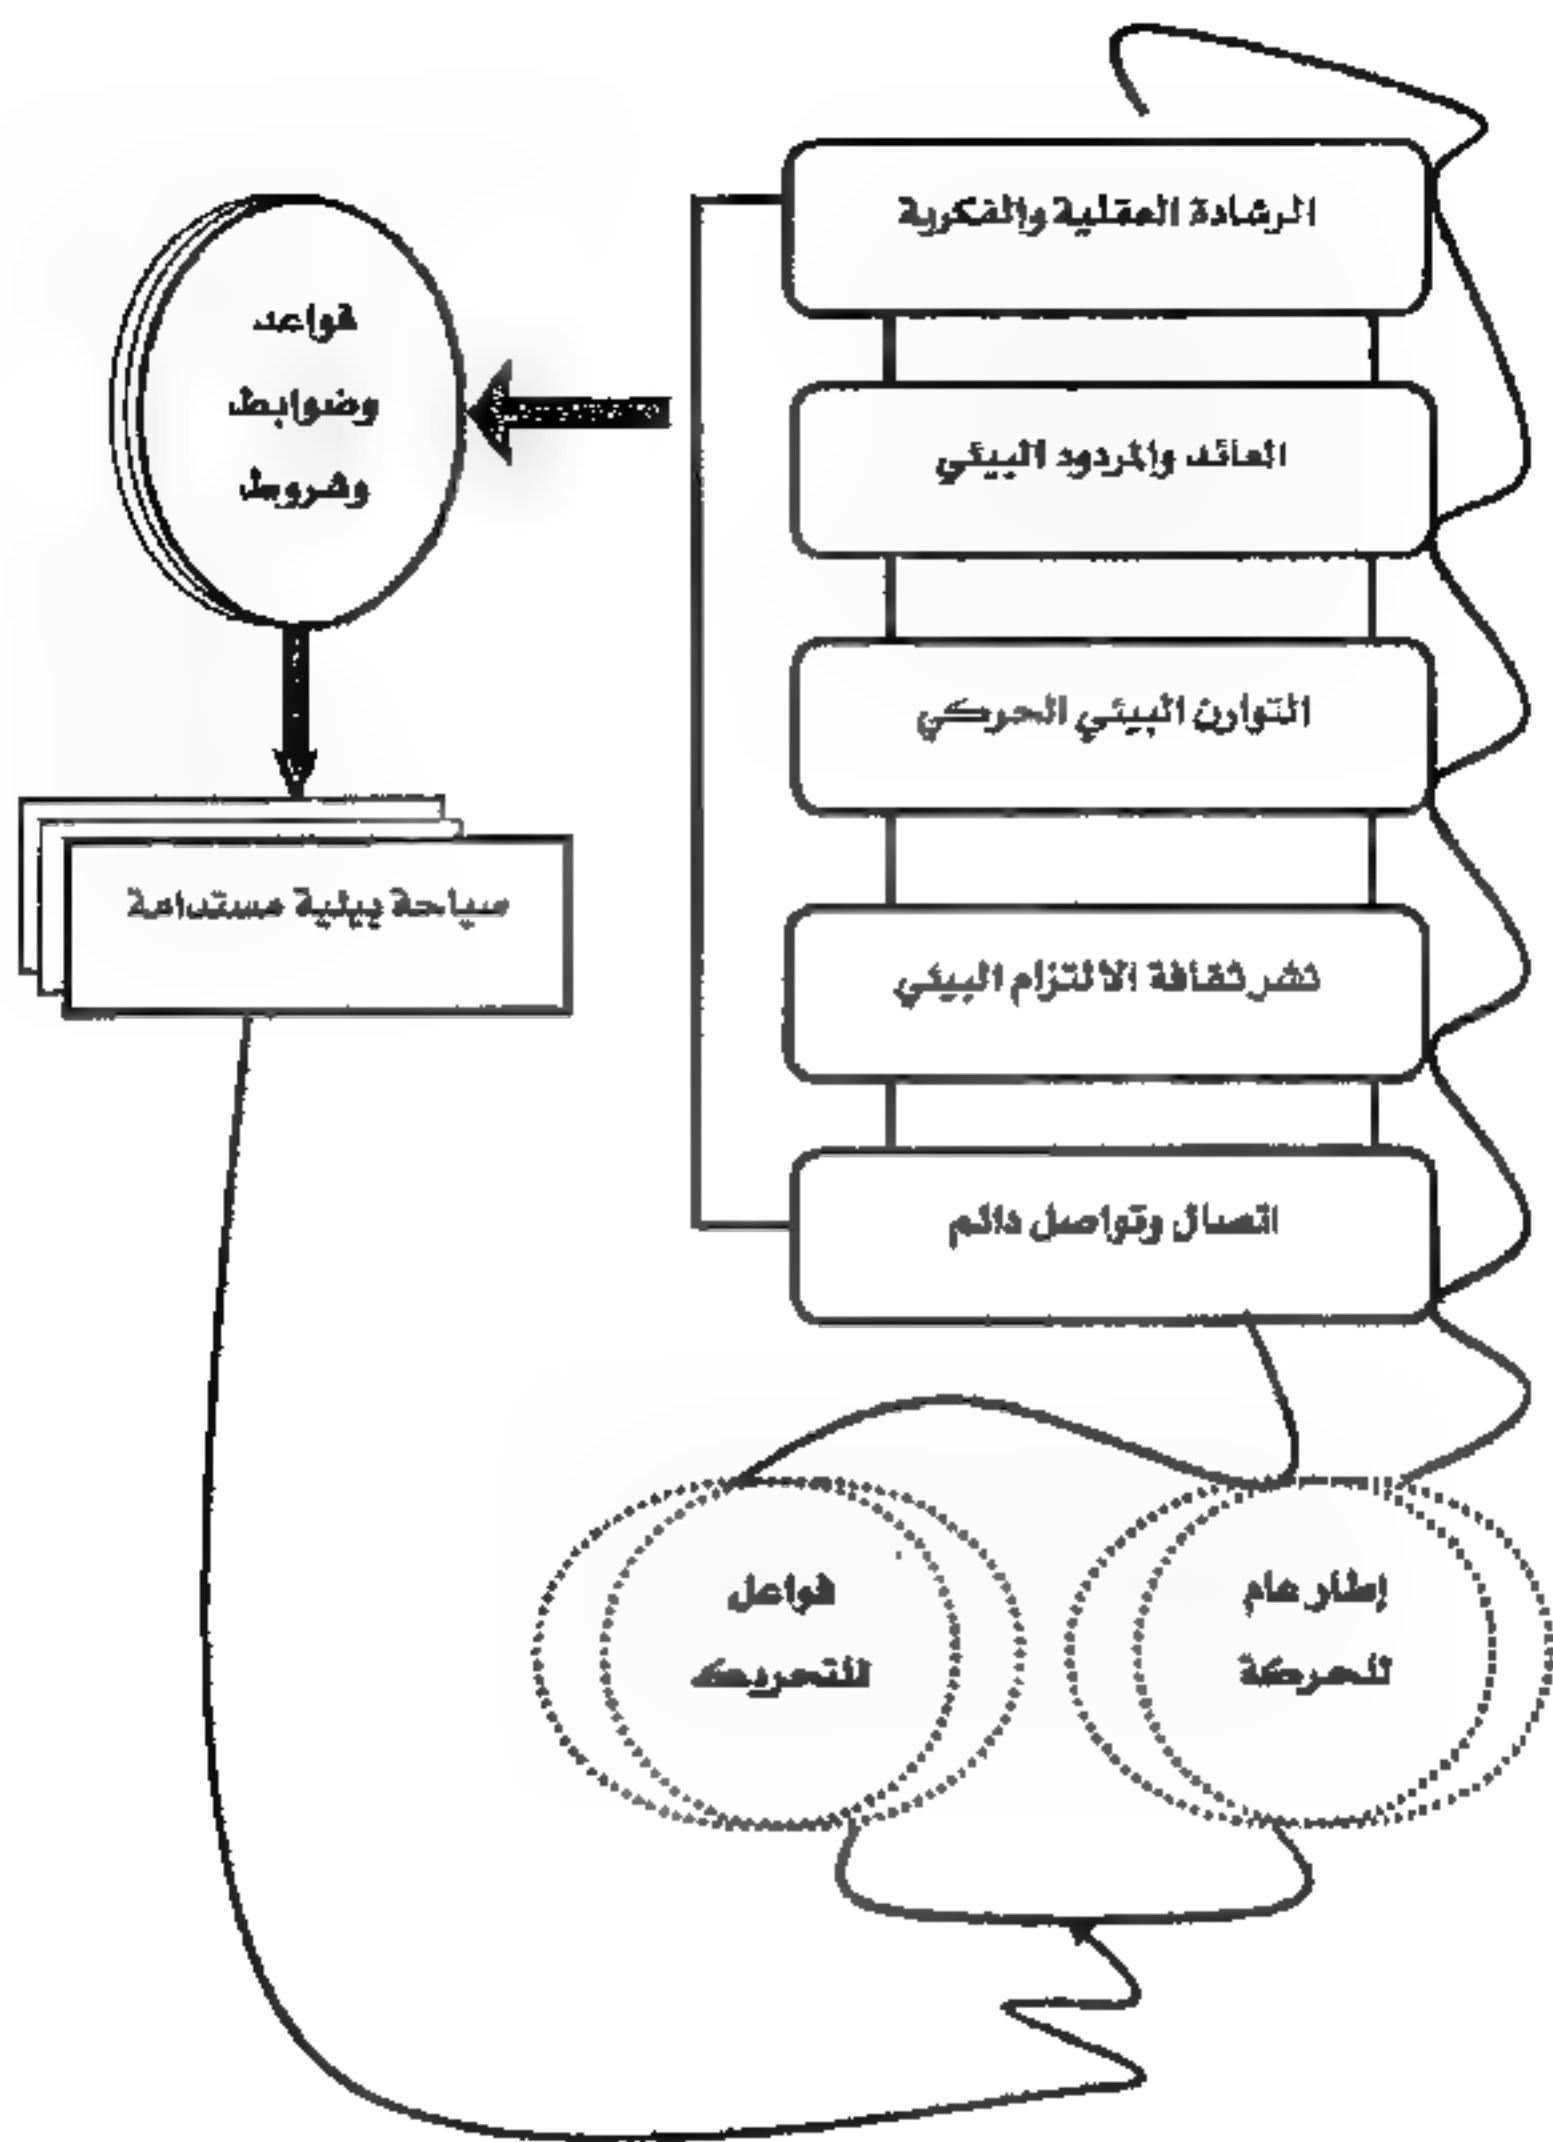 الرشادة العقلية والفكرية
قواعد
وضوابط
وشروط
العائد والمردود البيئي
التوازن البيئي الحركي
سياحة بيئية مستدامة
نشر ثقافة الالتزام البيئي
اتصال وتواصل دائم
إطار عام
للحركة
فواعل
للتحريك